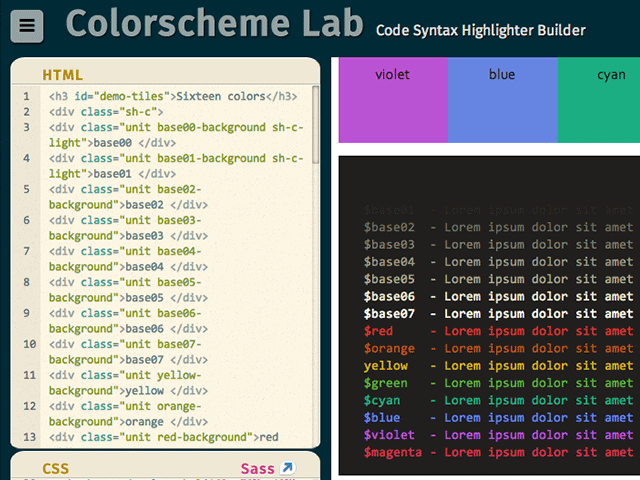 Colorscheme Lab Code Syntax Highlighter Builder
HTML
1 <h3 id="demo-tiles">Sixteen colors</h3>
2 <div class="sh-c">
3 <div class="unit base00-background sh-c-
light">base00 </div>
4 <div class="unit base01-background sh-c-
light">base01 </div>
5 <div class="unit base02-
background">base02 </div>
6 <div class="unit base03-
background">base03 </div>
7 <div class="unit base04-
background">base04 </div>
8 <div class="unit base05-
background">base05 </div>
9 <div class="unit base06-
background">base06 </div>
10 <div class="unit base07-
background">base07 </div>
11 <div class="unit yellow-
background">yellow </div>
12 <div class="unit orange-
background">orange </div>
13 <div class="unit red-background">red
CSS Sass
violet blue cyan
$base01 - Lorem ipsum dolor sit amet
$base02 - Lorem ipsum dolor sit amet
$base03 - Lorem ipsum dolor sit amet
$base04 - Lorem ipsum dolor sit amet
$base05 - Lorem ipsum dolor sit amet
$base06 - Lorem ipsum dolor sit amet
$base07 - Lorem ipsum dolor sit amet
$red - Lorem ipsum dolor sit amet
$orange - Lorem ipsum dolor sit amet
yellow - Lorem ipsum dolor sit amet
$green - Lorem ipsum dolor sit amet
$cyan - Lorem ipsum dolor sit amet
$blue - Lorem ipsum dolor sit amet
$violet - Lorem ipsum dolor sit amet
$magenta - Lorem ipsum dolor sit amet